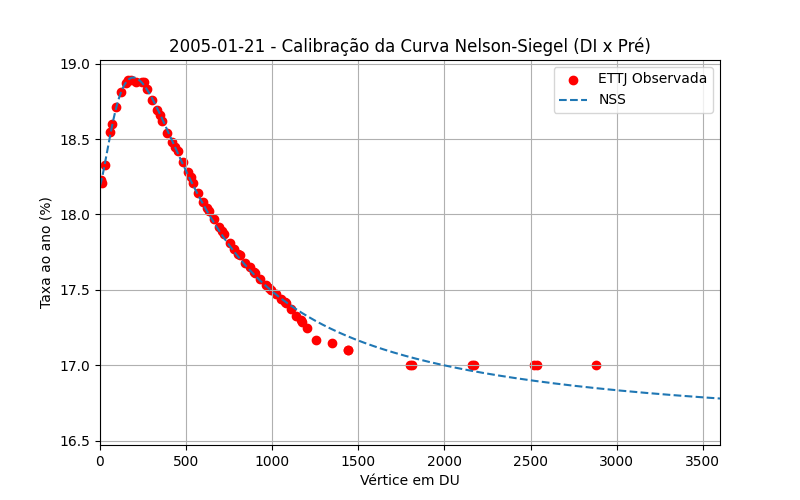 2005-01-21 - Calibração da Curva Nelson-Siegel (DI x Pré)
ETTJ Observada
NSS
Taxa ao ano (%)
19.0
18.5
18.0
17.5
17.0
16.5
0 500 1000 1500 2000 2500 3000 3500
Vértice em DU